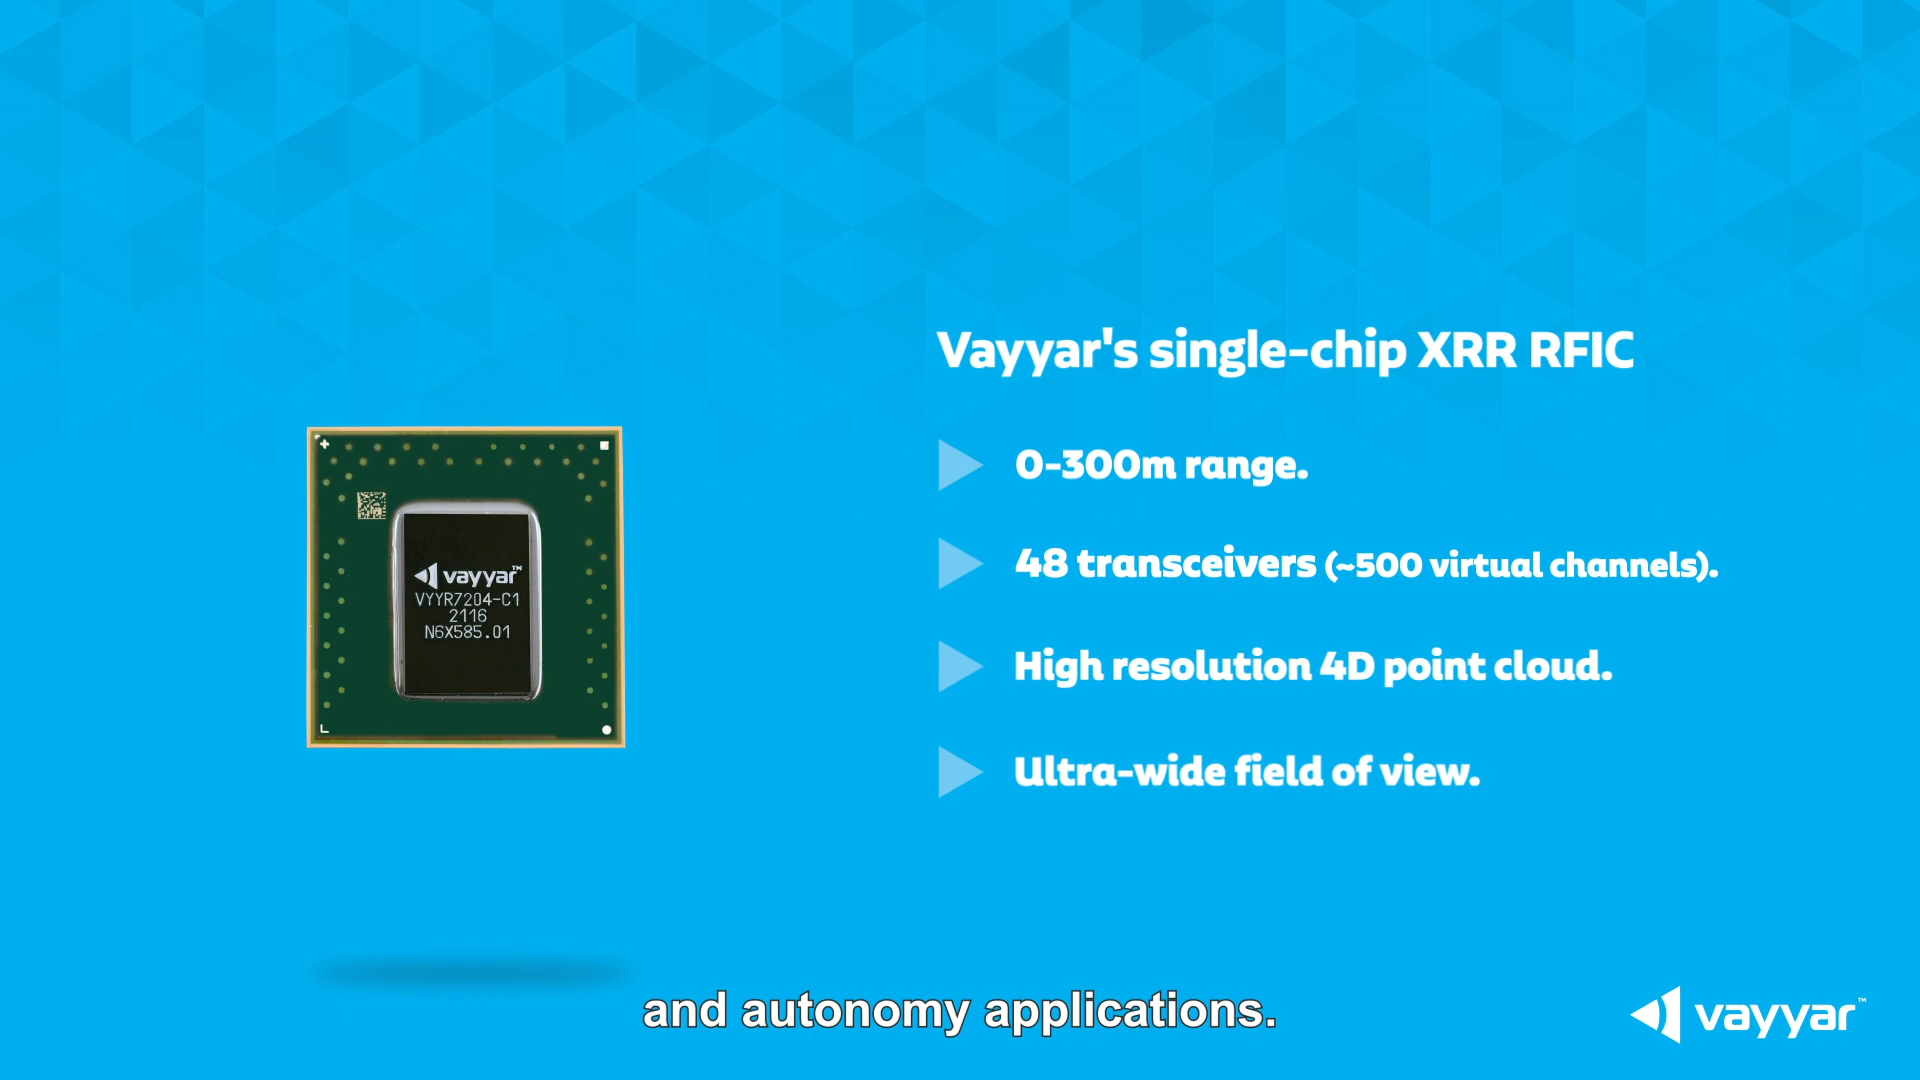 Vayyar's single-chip XRR RFIC
0-300m range.
48 transceivers (~500 virtual channels).
High resolution 4D point cloud.
Ultra-wide field of view.
vayyar™
VYYR7204-C1
2116
N6X585.01
and autonomy applications.
vayyar™